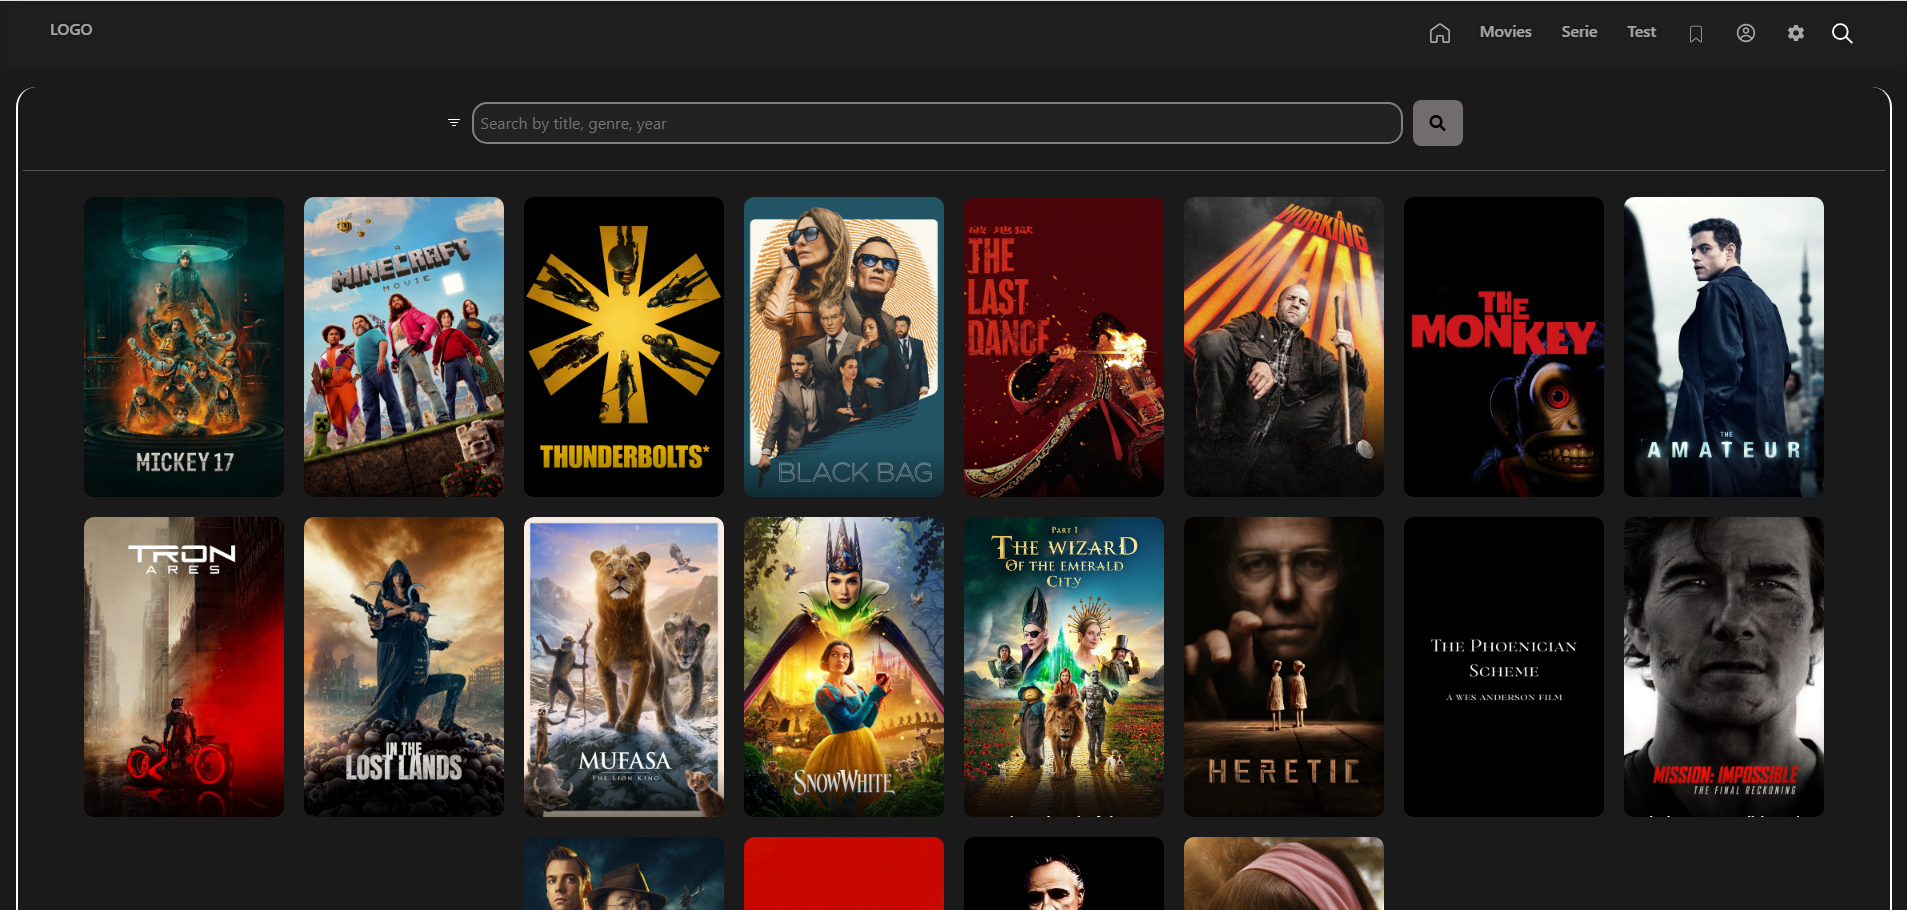 LOGO
Movies
Serie
Test
Search by title, genre, year
MICKEY 17
A
MINECRAFT
MOVIE
THUNDERBOLTS*
BLACK BAG
THE
LAST
DANCE
A
WORKING
MAN
THE
MONKEY
THE
AMATEUR
TRON
ARES
IN THE
LOST LANDS
MUFASA
THE LION KING
SNOW WHITE
PART 1
THE WIZARD
OF THE EMERALD
CITY
HERETIC
THE PHOENICIAN
SCHEME
A WES ANDERSON FILM
MISSION: IMPOSSIBLE
THE FINAL RECKONING